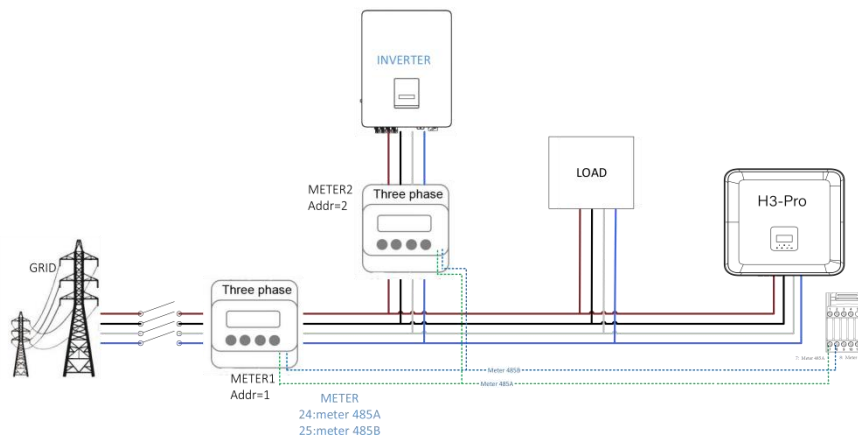 INVERTER
LOAD
METER2
Addr=2
Three phase
H3-Pro
GRID
Three phase
Meter 485B
Meter 485A
METER1
Addr=1
METER
24:meter 485A
25:meter 485B